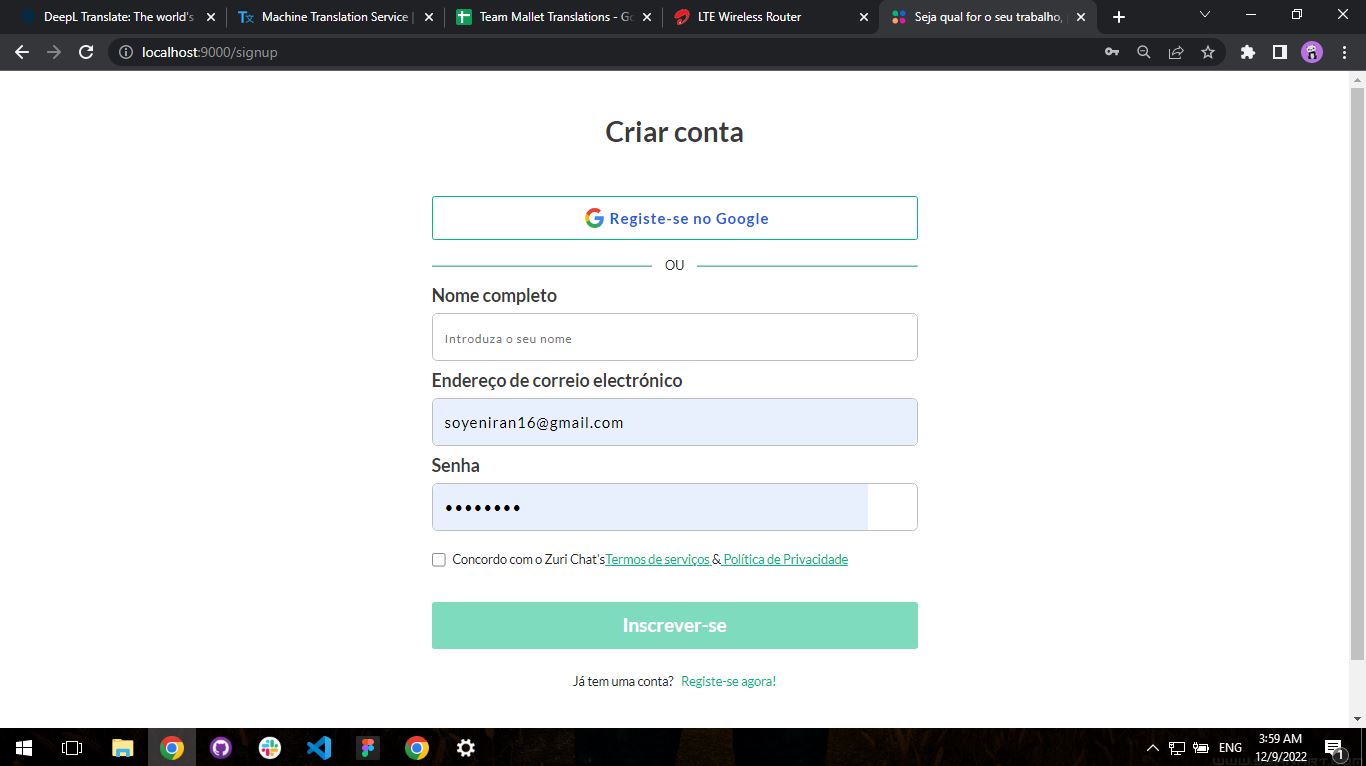 DeepL Translate: The world's
Machine Translation Service |
Team Mallet Translations - Go
LTE Wireless Router
Seja qual for o seu trabalho,
localhost:9000/signup
Criar conta
Registe-se no Google
OU
Nome completo
Introduza o seu nome
Endereço de correio electrónico
soyeniran16@gmail.com
Senha
••••••••
Concordo com o Zuri Chat'sTermos de serviços & Política de Privacidade
Inscrever-se
Já tem uma conta? Registe-se agora!
ENG
3:59 AM
12/9/2022
1